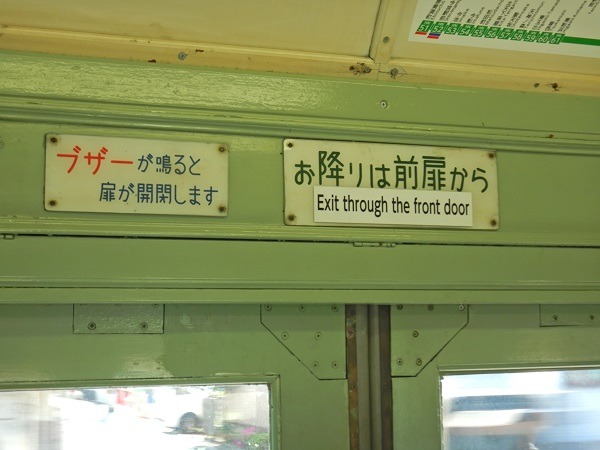 ブザーが鳴ると
扉が開閉します
お降りは前扉から
Exit through the front door